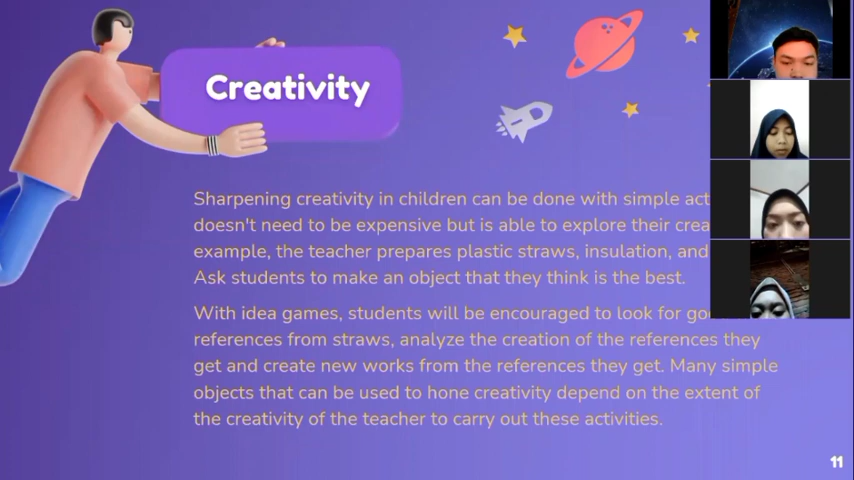 Creativity
Sharpening creativity in children can be done with simple
doesn't need to be expensive but is able to explore their
example, the teacher prepares plastic straws, insulation, and
Ask students to make an object that they think is the best.
With idea games, students will be encouraged to look for
references from straws, analyze the creation of the references they
get and create new works from the references they get. Many simple
objects that can be used to hone creativity depend on the extent of
the creativity of the teacher to carry out these activities.
11